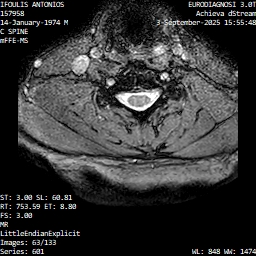 IFOULIS ANTONIOS
157958
14-January-1974 M
C SPINE
mFFE-MS
EURODIAGNOSI 3.0T
Achieva dStream
3-September-2025 15:55:48
ST: 3.00 SL: 60.81
RT: 753.59 ET: 8.80
FS: 3.00
MR
LittleEndianExplicit
Images: 63/133
Series: 601
WL: 848 WW: 1474